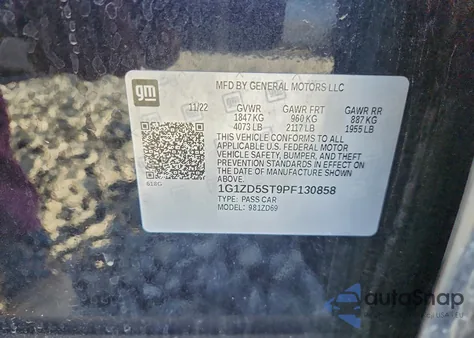 gm
MFD BY GENERAL MOTORS LLC
11/22 GVWR GAWR FRT GAWR RR
1847 KG 960 KG 887 KG
4073 LB 2117 LB 1955 LB
THIS VEHICLE CONFORMS TO ALL
APPLICABLE U.S. FEDERAL MOTOR
VEHICLE SAFETY, BUMPER, AND THEFT
PREVENTION STANDARDS IN EFFECT
ON THE DATE OF MANUFACTURE SHOWN
ABOVE.
1G1ZD5ST9PF130858
TYPE: PASS CAR
MODEL: 981ZD69
autoSnap